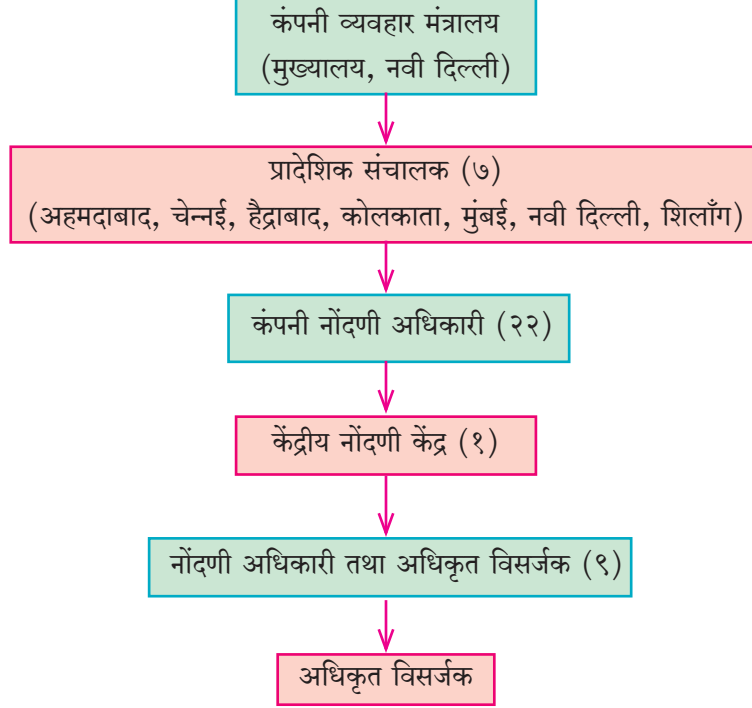 कंपनी व्यवहार मंत्रालय
(मुख्यालय, नवी दिल्ली)
प्रादेशिक संचालक (७)
(अहमदाबाद, चेन्नई, हैद्राबाद, कोलकाता, मुंबई, नवी दिल्ली, शिलाँग)
कंपनी नोंदणी अधिकारी (२२)
केंद्रीय नोंदणी केंद्र (१)
नोंदणी अधिकारी तथा अधिकृत विसर्जक (९)
अधिकृत विसर्जक